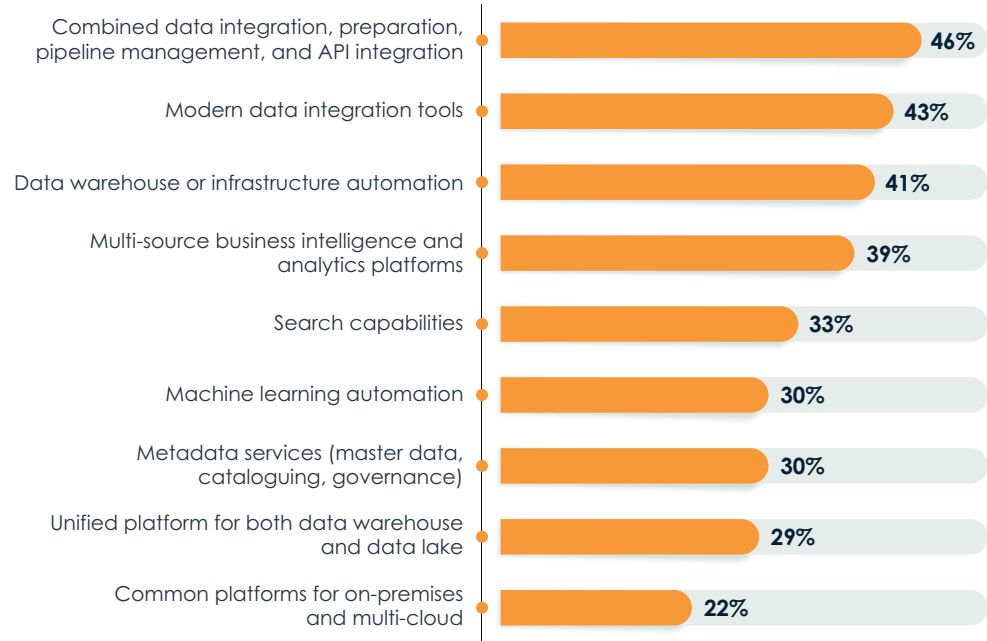 Combined data integration, preparation,
pipeline management, and API integration
46%
Modern data integration tools
43%
Data warehouse or infrastructure automation
41%
Multi-source business intelligence and
analytics platforms
39%
Search capabilities
33%
Machine learning automation
30%
Metadata services (master data,
cataloguing, governance)
30%
Unified platform for both data warehouse
and data lake
29%
Common platforms for on-premises
and multi-cloud
22%